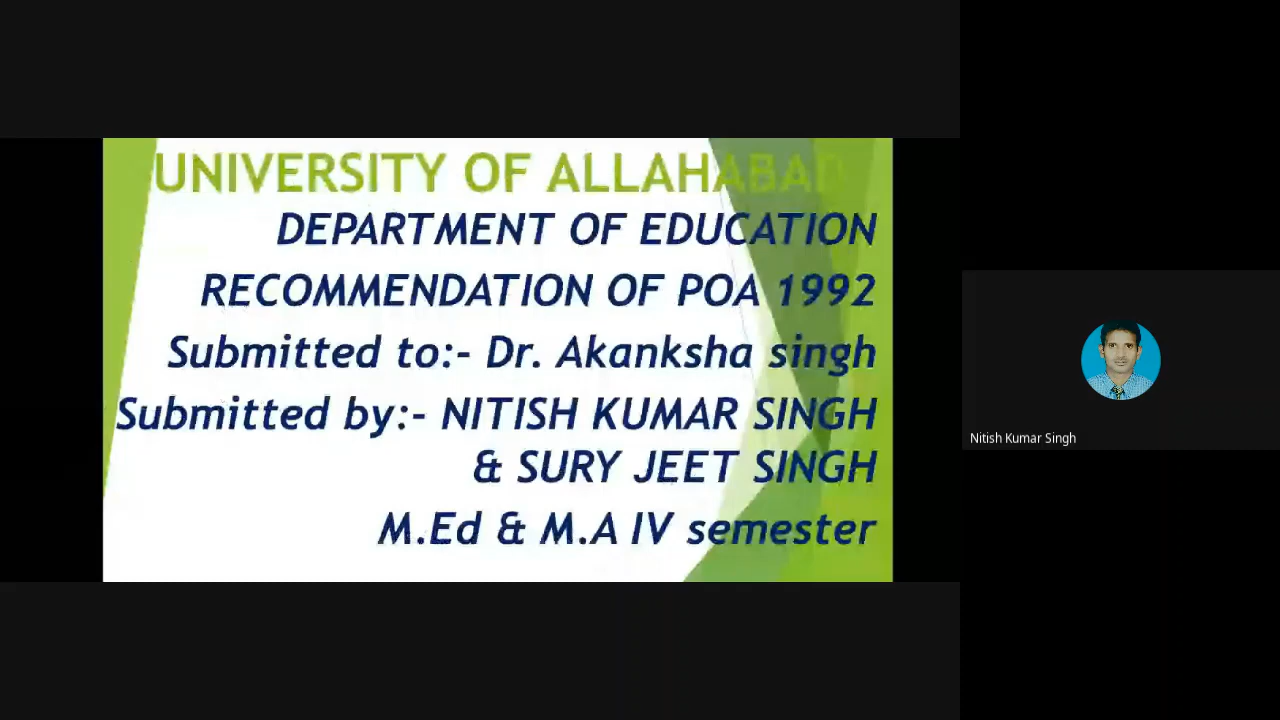 UNIVERSITY OF ALLAHABAD
DEPARTMENT OF EDUCATION
RECOMMENDATION OF POA 1992
Submitted to:- Dr. Akanksha singh
Submitted by:- NITISH KUMAR SINGH
& SURY JEET SINGH
M.Ed & M.A IV semester
Nitish Kumar Singh